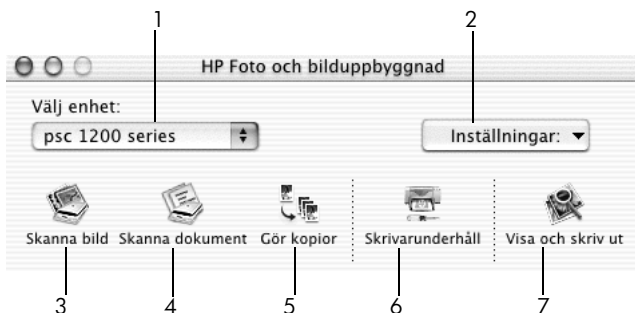 1 2
HP Foto och bilduppbyggnad
Välj enhet:
psc 1200 series Inställningar:
Skanna bild Skanna dokument Gör kopior Skrivarunderhåll Visa och skriv ut
3 4 5 6 7